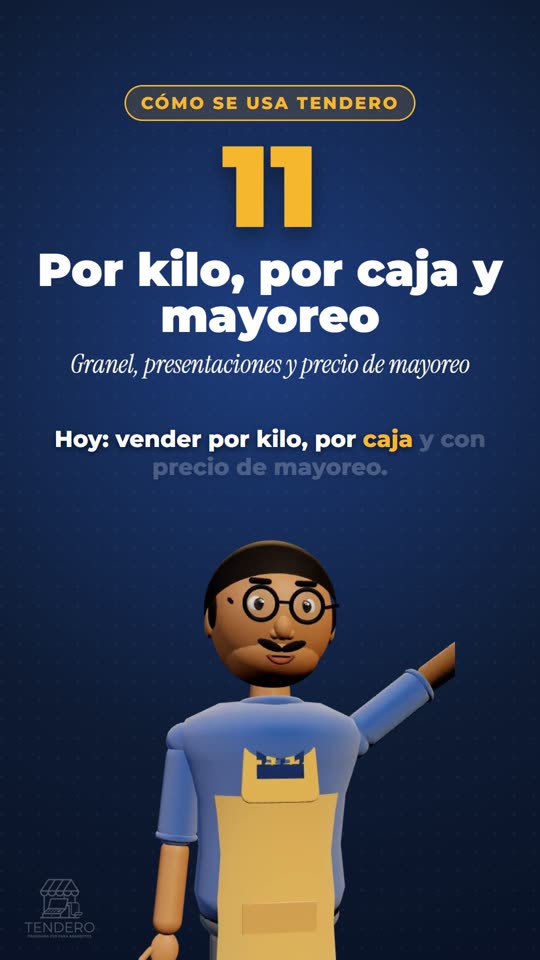 CÓMO SE USA TENDERO
11
Por kilo, por caja y
mayoreo
Granel, presentaciones y precio de mayoreo
Hoy: vender por kilo, por caja y con
precio de mayoreo.
TENDERO